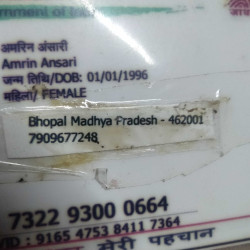 अमरिन अंसारी
Amrin Ansari
जन्म तिथि/DOB: 01/01/1996
महिला/ FEMALE
Bhopal Madhya Pradesh - 462001
7909677248
7322 9300 0664
: 9165 4753 8411 7364
मेरी पहचान